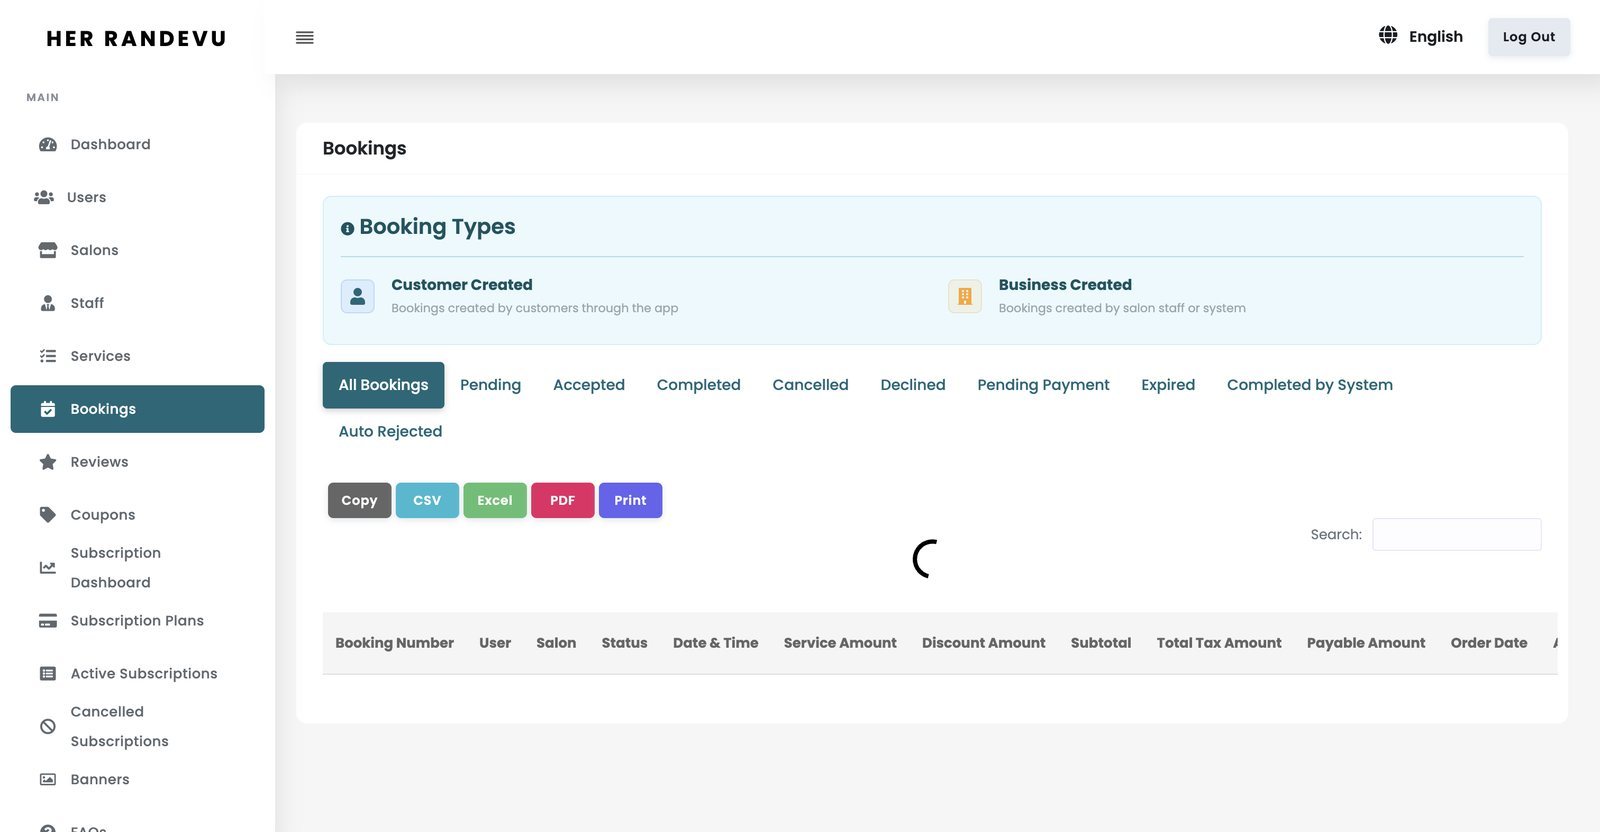 HER RANDEVU
English
Log Out
MAIN
Dashboard
Users
Salons
Staff
Services
Bookings
Reviews
Coupons
Subscription
Dashboard
Subscription Plans
Active Subscriptions
Cancelled
Subscriptions
Banners
FAQs
Bookings
Booking Types
Customer Created
Bookings created by customers through the app
Business Created
Bookings created by salon staff or system
All Bookings Pending Accepted Completed Cancelled Declined Pending Payment Expired Completed by System
Auto Rejected
Copy CSV Excel PDF Print
Search:
Booking Number User Salon Status Date & Time Service Amount Discount Amount Subtotal Total Tax Amount Payable Amount Order Date